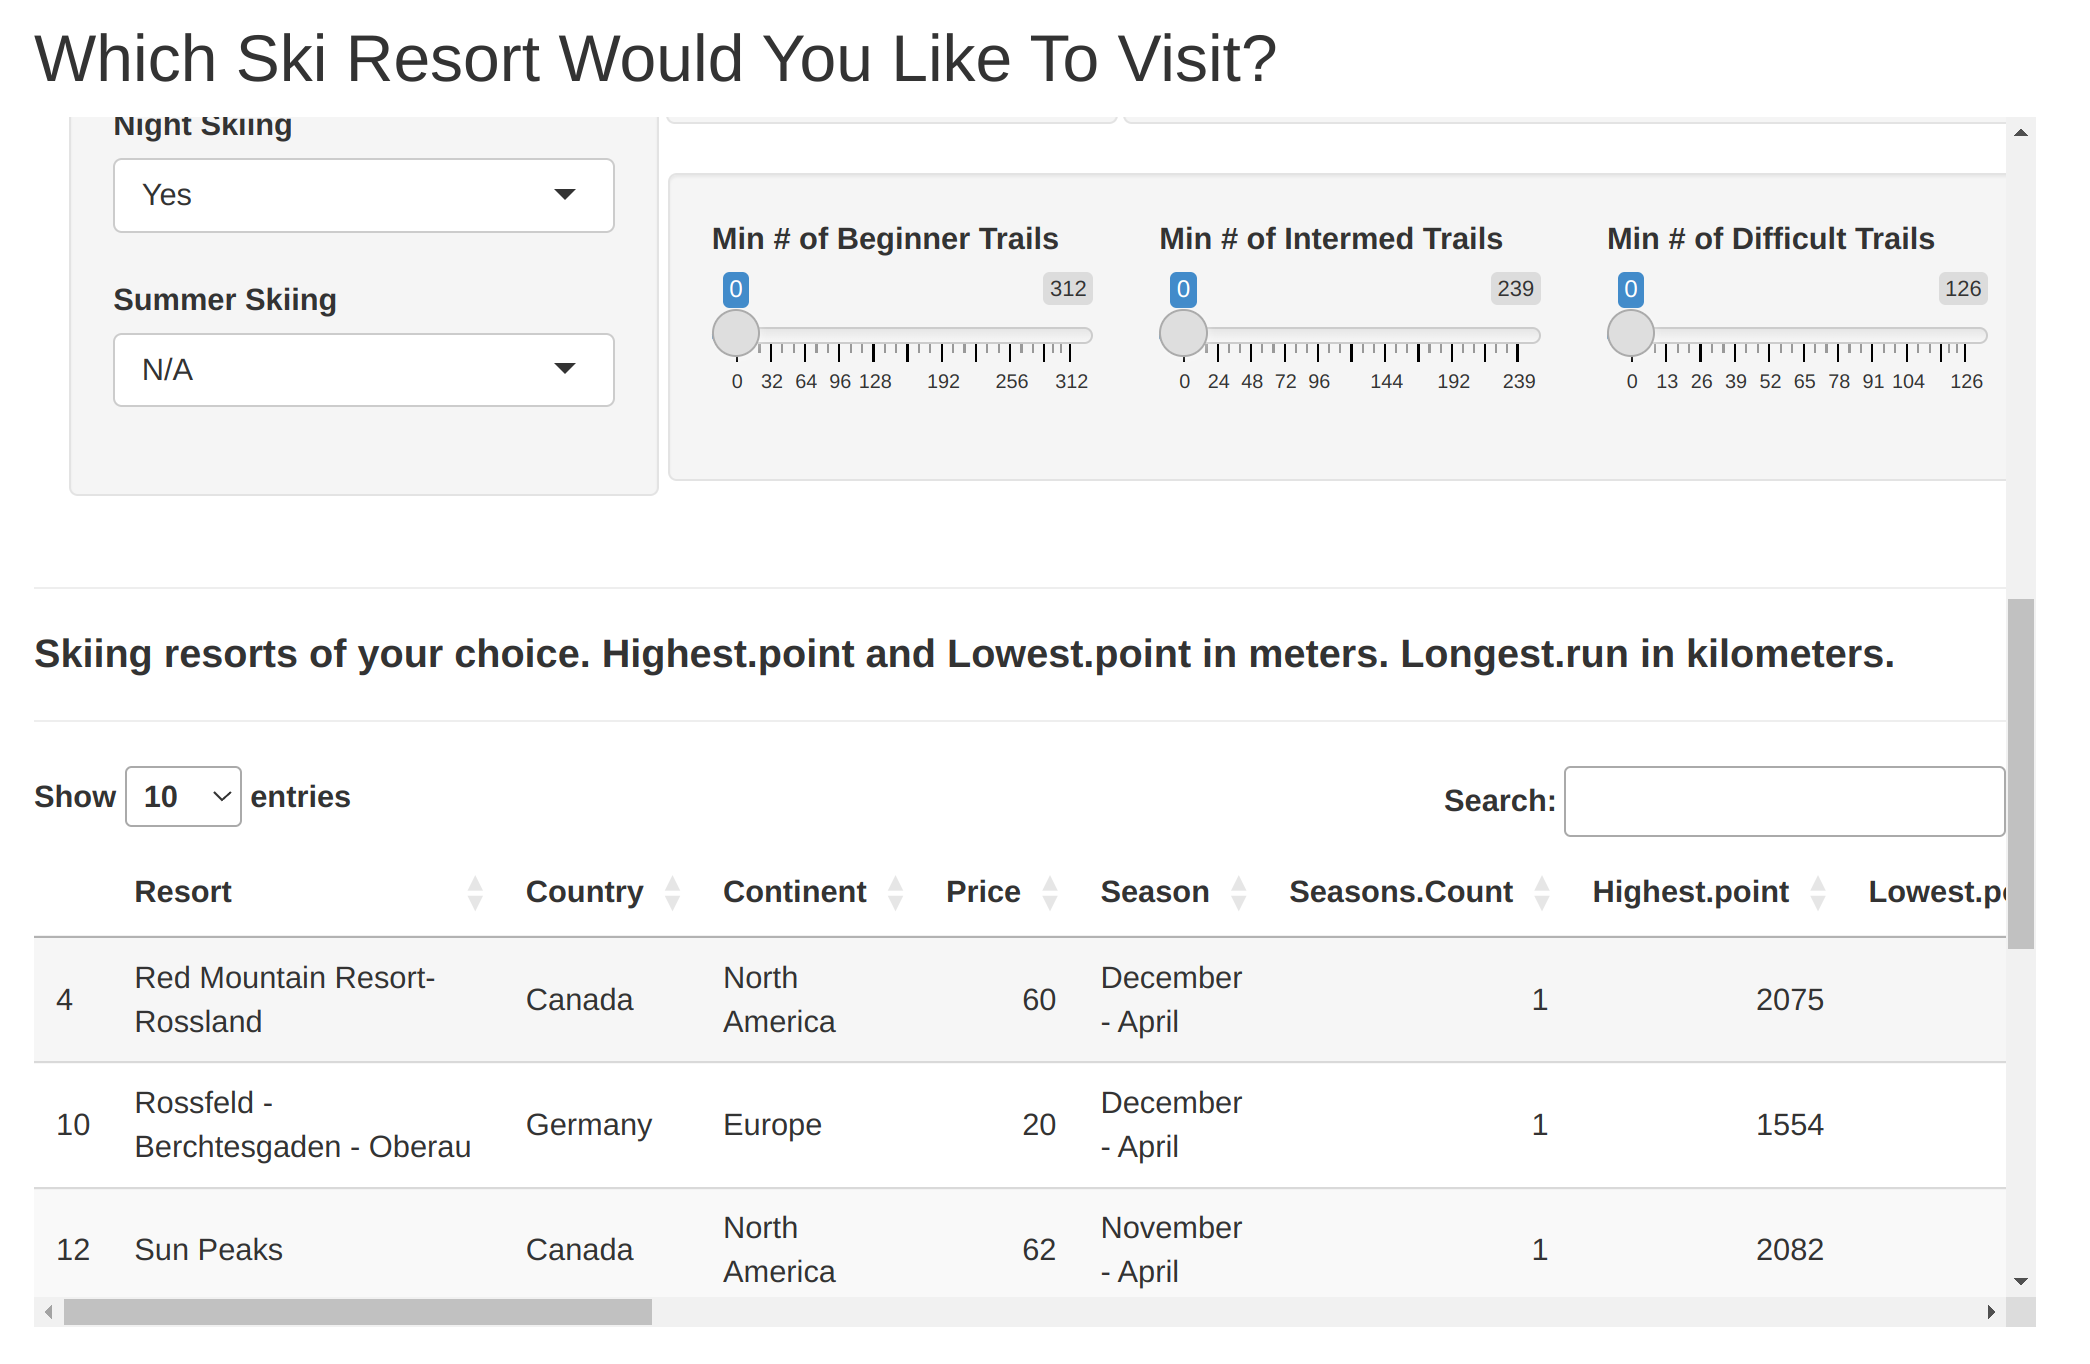 Which Ski Resort Would You Like To Visit?
Night Skiing
Yes
Summer Skiing
N/A
Min # of Beginner Trails
0 312
0 32 64 96 128 192 256 312
Min # of Intermed Trails
0 239
0 24 48 72 96 144 192 239
Min # of Difficult Trails
0 126
0 13 26 39 52 65 78 91 104 126
Skiing resorts of your choice. Highest.point and Lowest.point in meters. Longest.run in kilometers.
Show 10 entries
Search:
Resort Country Continent Price Season Seasons.Count Highest.point
4 Red Mountain Resort-Rossland Canada North America 60 December - April 1 2075
10 Rossfeld - Berchtesgaden - Oberau Germany Europe 20 December - April 1 1554
12 Sun Peaks Canada North America 62 November - April 1 2082